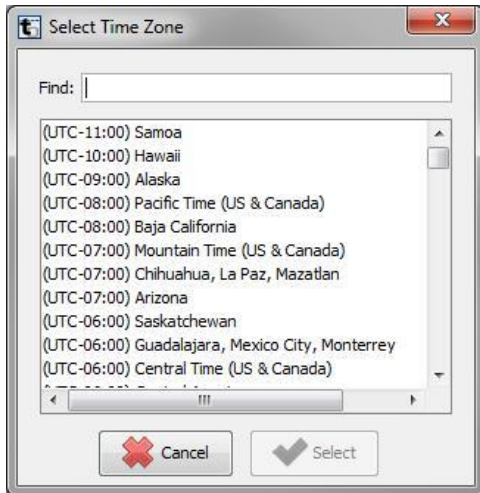 Select Time Zone
Find:
(UTC-11:00) Samoa
(UTC-10:00) Hawaii
(UTC-09:00) Alaska
(UTC-08:00) Pacific Time (US & Canada)
(UTC-08:00) Baja California
(UTC-07:00) Mountain Time (US & Canada)
(UTC-07:00) Chihuahua, La Paz, Mazatlan
(UTC-07:00) Arizona
(UTC-06:00) Saskatchewan
(UTC-06:00) Guadalajara, Mexico City, Monterrey
(UTC-06:00) Central Time (US & Canada)
Cancel
Select